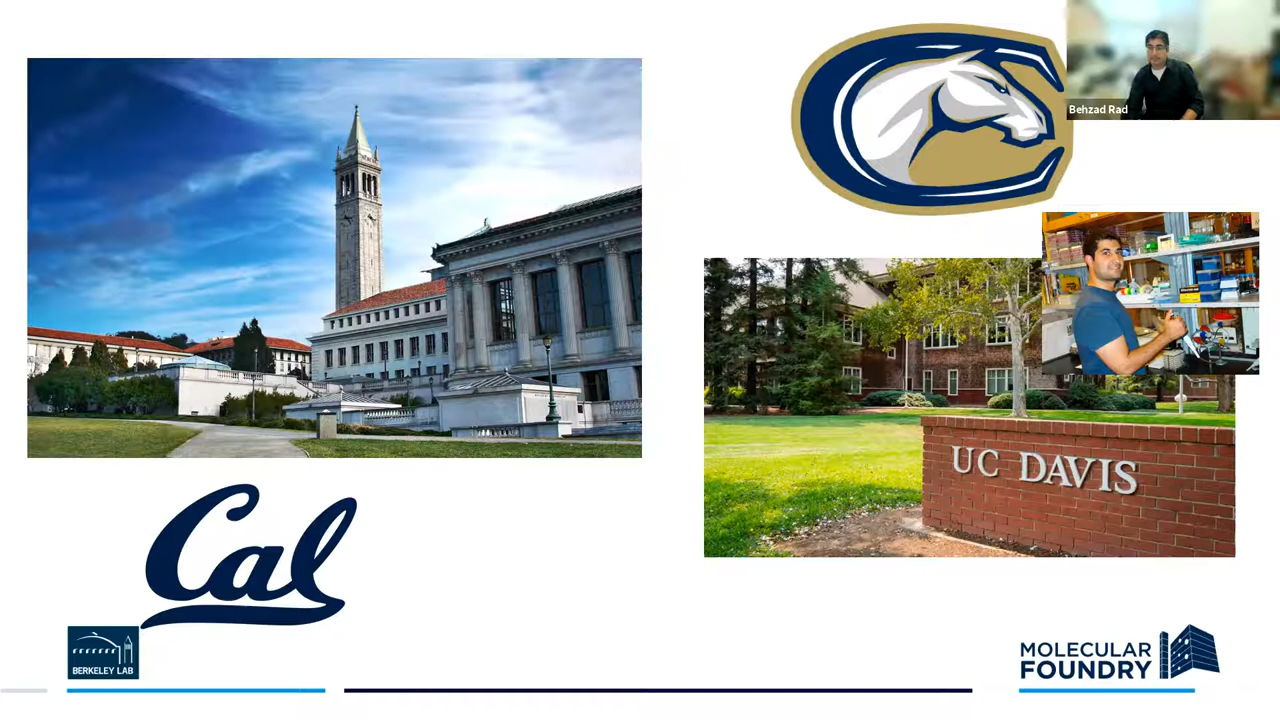 Behzad Rad
UC DAVIS
Cal
BERKELEY LAB
MOLECULAR
FOUNDRY